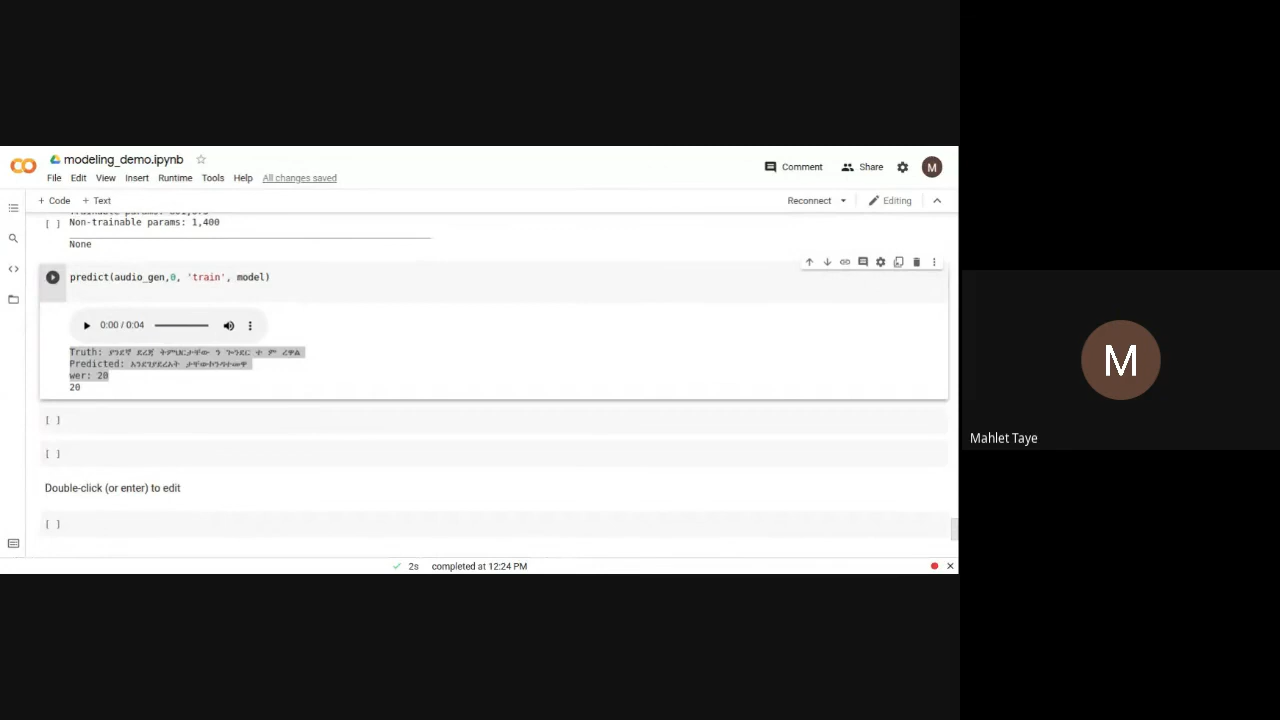 modeling_demo.ipynb
Comment Share M
File Edit View Insert Runtime Tools Help All changes saved
+ Code + Text
Reconnect Editing
Non-trainable params: 1,400
[ ]
None
predict(audio_gen,0, 'train', model)
0:00 / 0:04
Truth: ደረጃ ን ጎንደር ተ ም
Predicted:
wer: 20
20
[ ]
[ ]
Double-click (or enter) to edit
[ ]
2s completed at 12:24 PM
M
Mahlet Taye